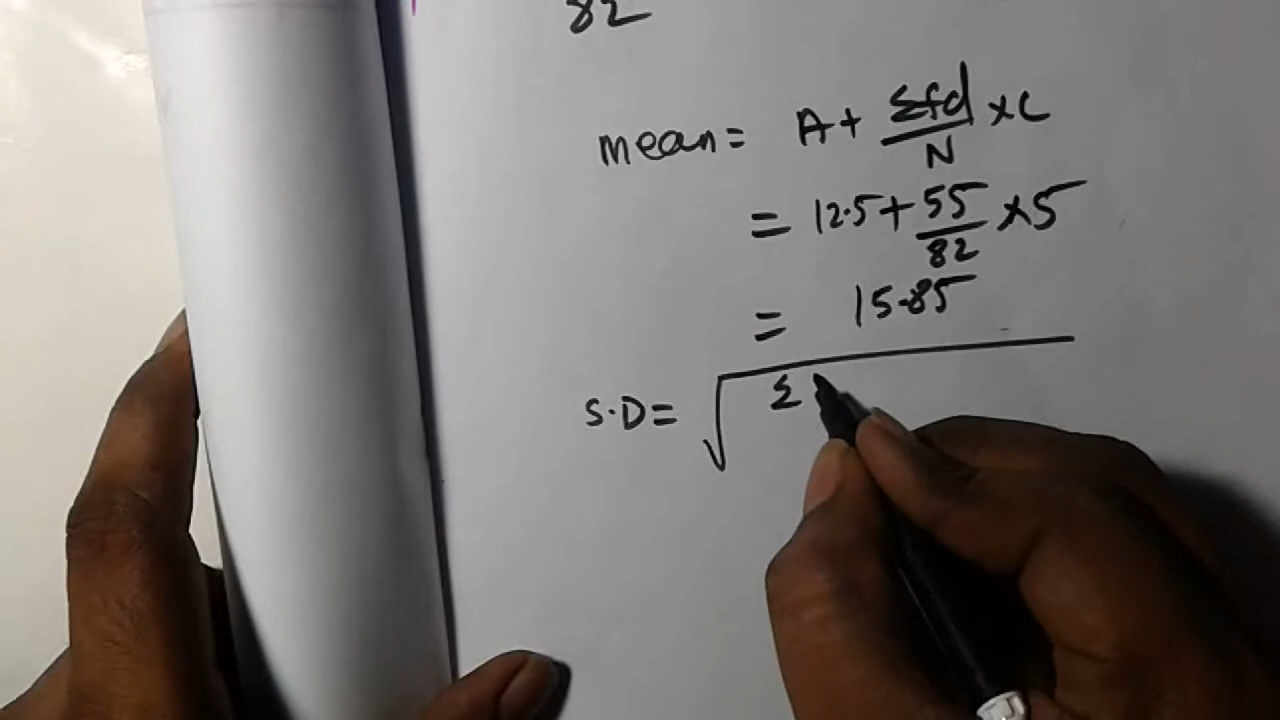 82
mean = A + Σfd/N × C
= 12.5 + 55/82 × 5
= 15.85
S.D = √Σ